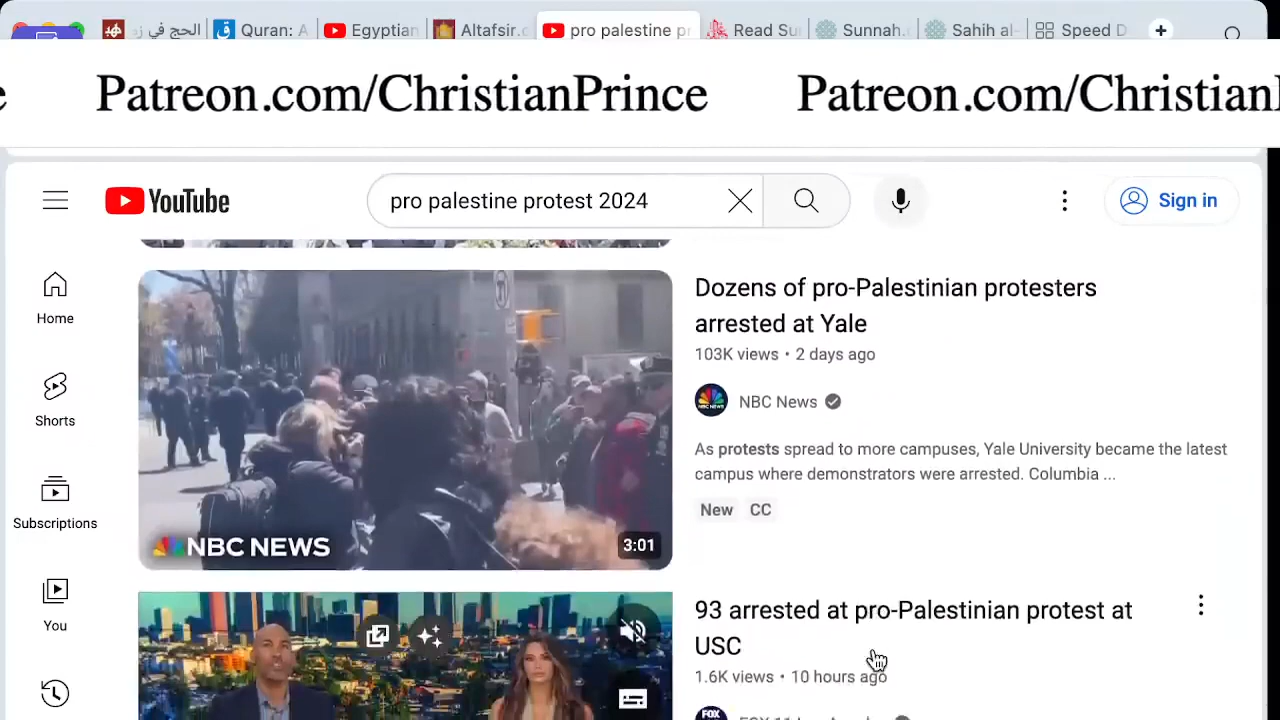 الحج في زم
Quran: A
Egyptian
Altafsir.c
pro palestine pr
Read Su
Sunnah.
Sahih al-
Speed D
e Patreon.com/ChristianPrince Patreon.com/Christian
YouTube
pro palestine protest 2024
Sign in
Home
Shorts
Subscriptions
You
NBC NEWS
3:01
Dozens of pro-Palestinian protesters
arrested at Yale
103K views • 2 days ago
NBC News
As protests spread to more campuses, Yale University became the latest
campus where demonstrators were arrested. Columbia ...
New CC
93 arrested at pro-Palestinian protest at
USC
1.6K views • 10 hours ago
FOX